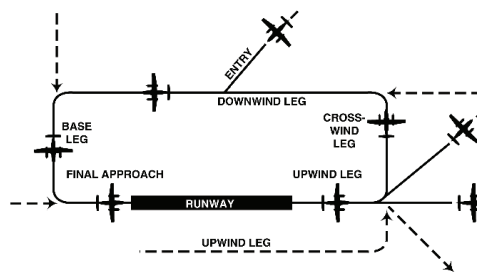 ENTRY
DOWNWIND LEG
BASE
LEG
CROSS-
WIND
LEG
FINAL APPROACH
UPWIND LEG
RUNWAY
UPWIND LEG